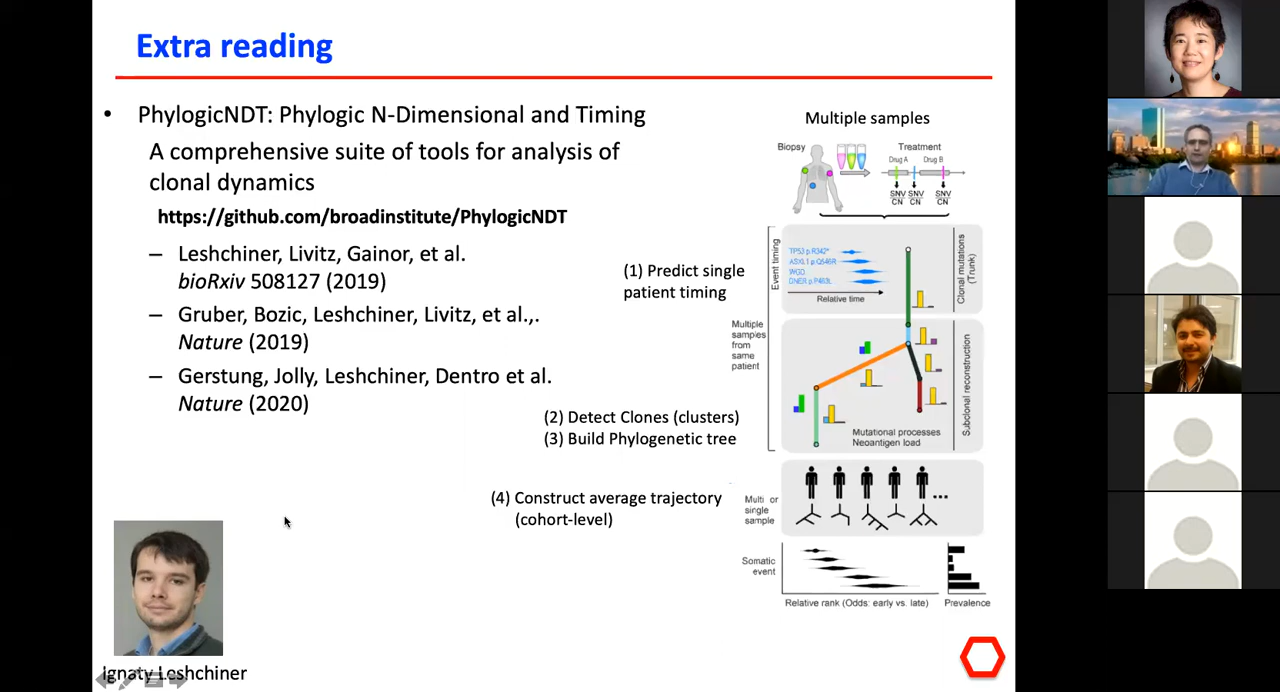 Extra reading
• PhylogicNDT: Phylogic N-Dimensional and Timing
A comprehensive suite of tools for analysis of
clonal dynamics
https://github.com/broadinstitute/PhylogicNDT
– Leshchiner, Livitz, Gainor, et al.
bioRxiv 508127 (2019)
– Gruber, Bozic, Leshchiner, Livitz, et al.,.
Nature (2019)
– Gerstung, Jolly, Leshchiner, Dentro et al.
Nature (2020)
(1) Predict single
patient timing
(2) Detect Clones (clusters)
(3) Build Phylogenetic tree
(4) Construct average trajectory
(cohort-level)
Ignaty Leshchiner
Multiple samples
Biopsy
Treatment
Drug A
Drug B
SNV SNV SNV
CN CN CN
Event timing
TP53 p.R342*
ASXL1 p.Q546R
WGD
DNER p.P463L
Relative time
Clonal mutations
(Trunk)
Multiple
samples
from
same
patient
Subclonal reconstruction
Mutational processes
Neoantigen load
Multi or
single
sample
...
Somatic
event
Relative rank (Odds: early vs. late)
Prevalence